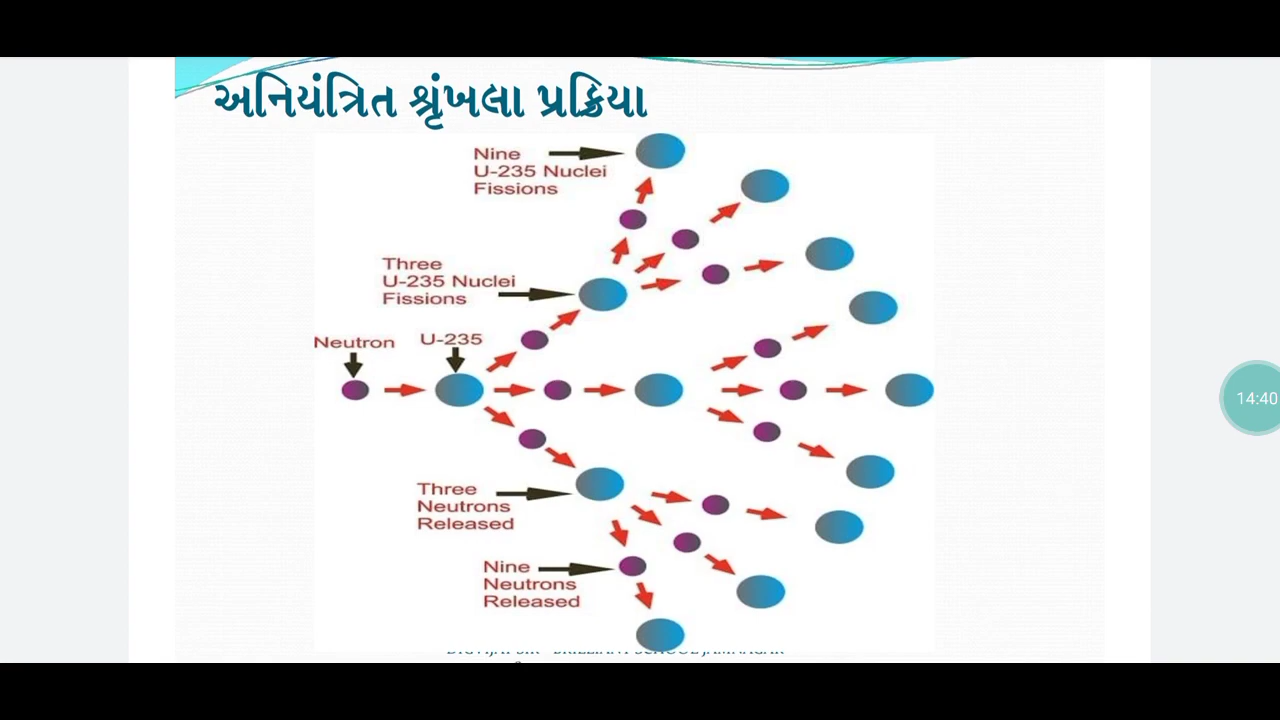 અનિયંત્રિત શ્રૃંખલા પ્રક્રિયા
Nine
U-235 Nuclei
Fissions
Three
U-235 Nuclei
Fissions
Neutron
U-235
14:40
Three
Neutrons
Released
Nine
Neutrons
Released